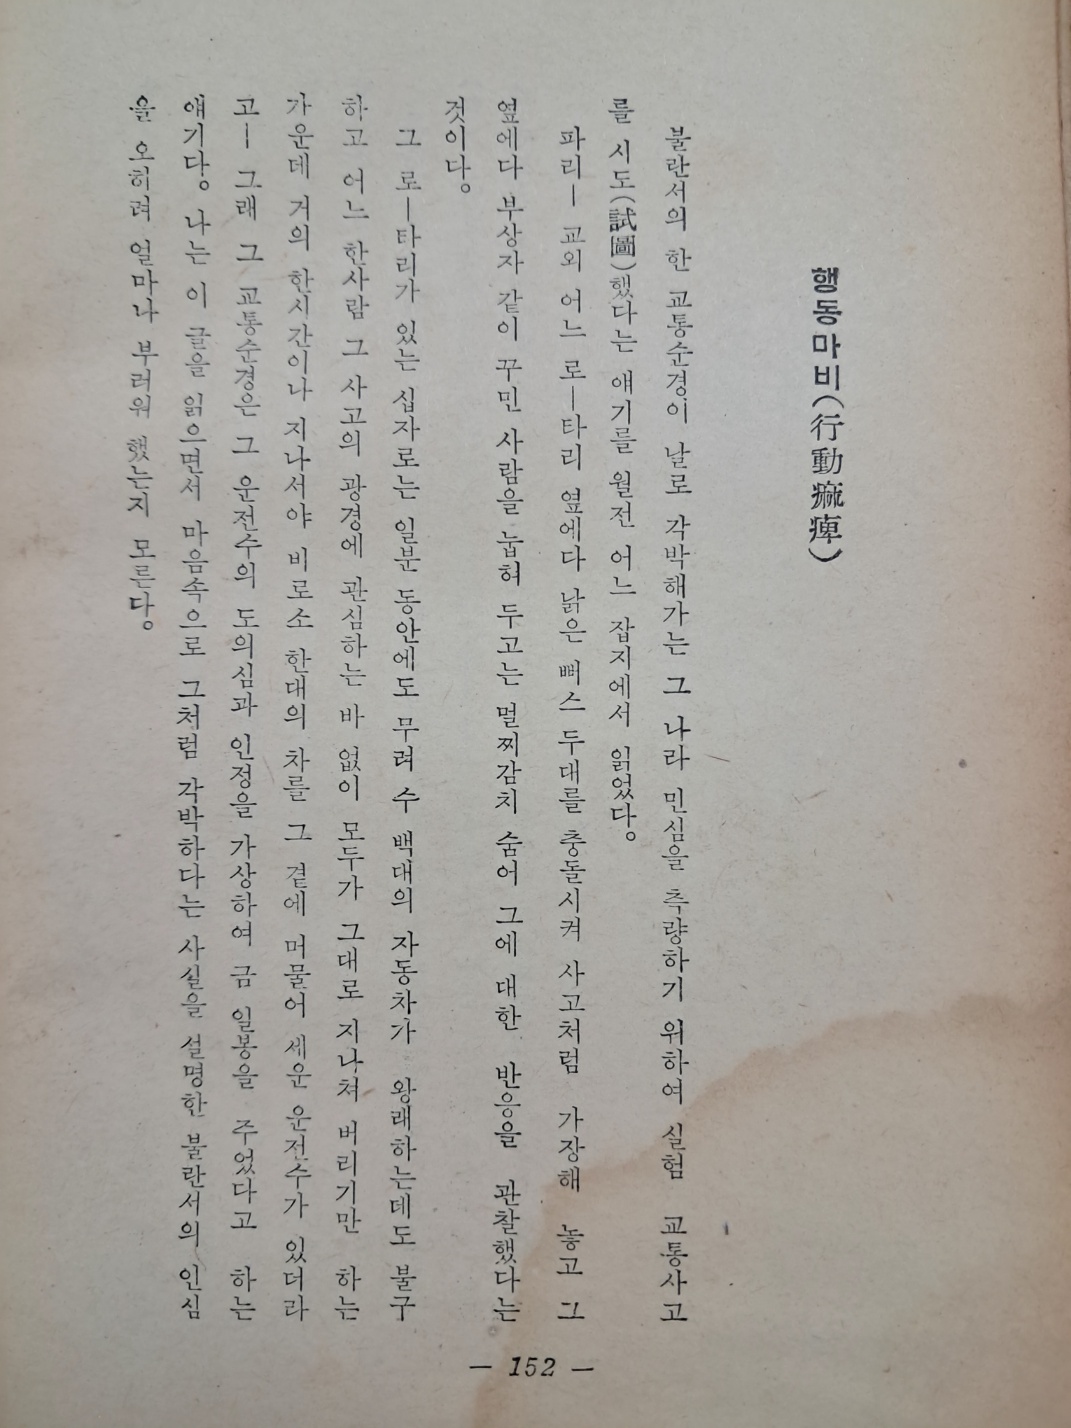 행동마비(行動痲痺)
불란서의 한 교통순경이 날로 각박해가는 그 나라 민심을 측량하기 위하여 실험 교통사고
를 시도(試圖)했다는 얘기를 월전 어느 잡지에서 읽었다。
파리ー 교외 어느 로ー타리 옆에다 낡은 뻐스 두대를 충돌시켜 사고처럼 가장해 놓고 그
옆에다 부상자 같이 꾸민 사람을 눕혀 두고는 멀찌감치 숨어 그에 대한 반응을 관찰했다는
것이다。
그 로ー타리가 있는 십자로는 일분 동안에도 무려 수 백대의 자동차가 왕래하는데도 불구
하고 어느 한사람 그 사고의 광경에 관심하는 바 없이 모두가 그대로 지나쳐 버리기만 하는
가운데 거의 한시간이나 지나서야 비로소 한대의 차를 그 곁에 머물어 세운 운전수가 있더라
고ー 그래 그 교통순경은 그 운전수의 도의심과 인정을 가상하여 금 일봉을 주었다고 하는
얘기다。 나는 이 글을 읽으면서 마음속으로 그처럼 각박하다는 사실을 설명한 불란서의 인심
을 오히려 얼마나 부러워 했는지 모른다。
— 152 —